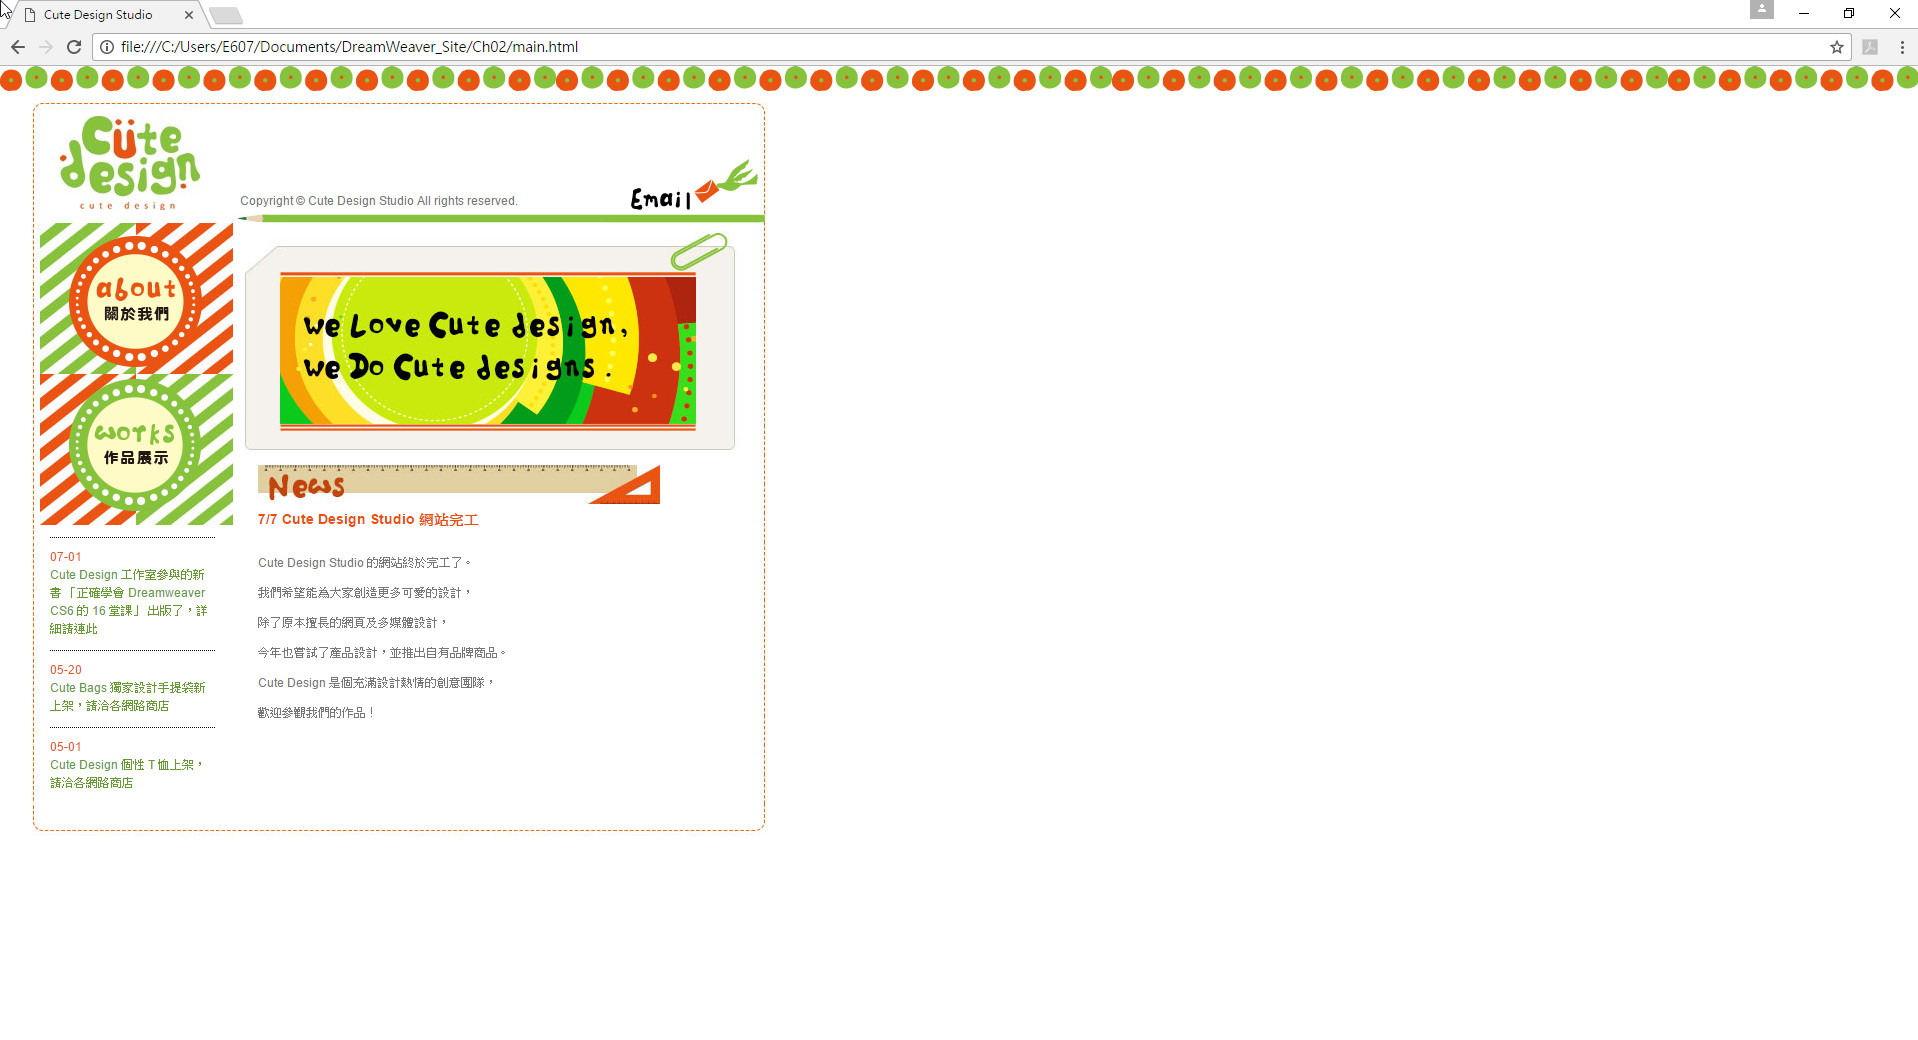 Cute Design Studio
file:///C:/Users/E607/Documents/DreamWeaver_Site/Ch02/main.html
Cüte
design
cute design
Copyright © Cute Design Studio All rights reserved.
Email
about
關於我們
works
作品展示
we Love Cute design,
we Do Cute designs.
News
7/7 Cute Design Studio 網站完工
Cute Design Studio 的網站終於完工了。
我們希望能為大家創造更多可愛的設計，
除了原本擅長的網頁及多媒體設計，
今年也嘗試了產品設計，並推出自有品牌商品。
Cute Design 是個充滿設計熱情的創意團隊，
歡迎參觀我們的作品！
07-01
Cute Design 工作室參與的新
書「正確學會 Dreamweaver
CS6 的 16 堂課」出版了，詳
細請連此
05-20
Cute Bags 獨家設計手提袋新
上架，請洽各網路商店
05-01
Cute Design 個性 T 恤上架，
請洽各網路商店